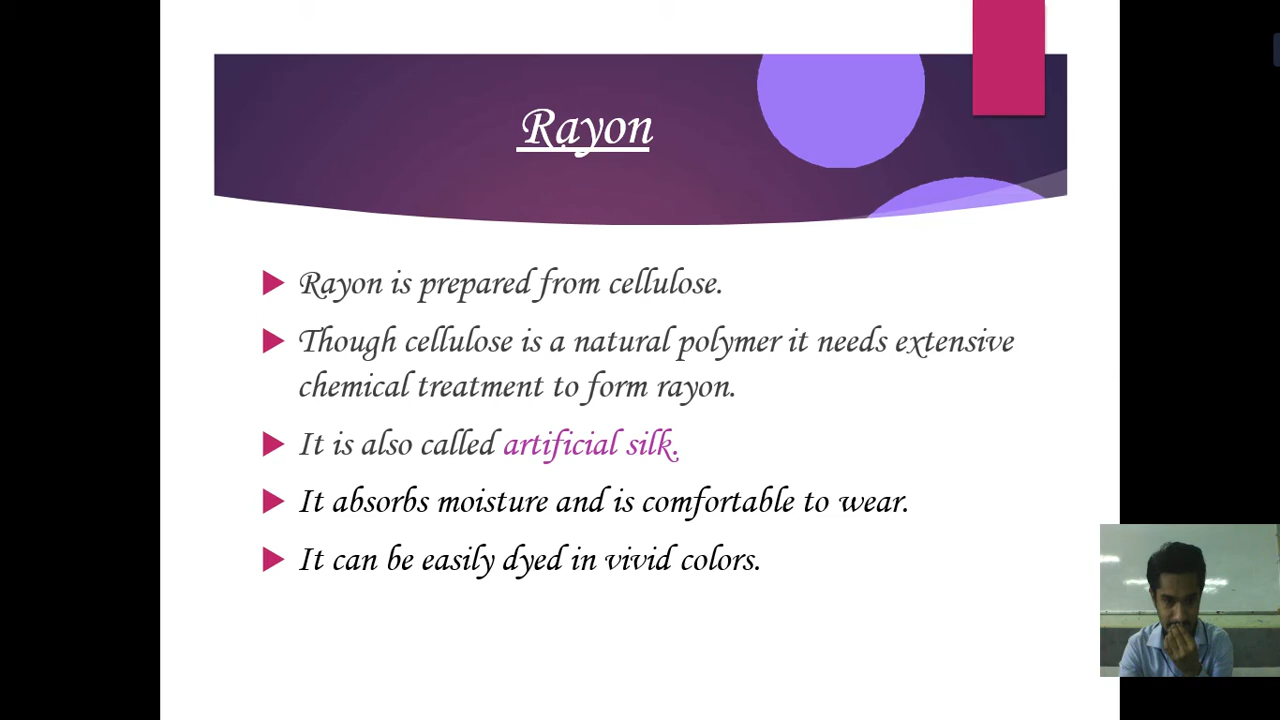 Rayon
Rayon is prepared from cellulose.
Though cellulose is a natural polymer it needs extensive
chemical treatment to form rayon.
It is also called artificial silk.
It absorbs moisture and is comfortable to wear.
It can be easily dyed in vivid colors.